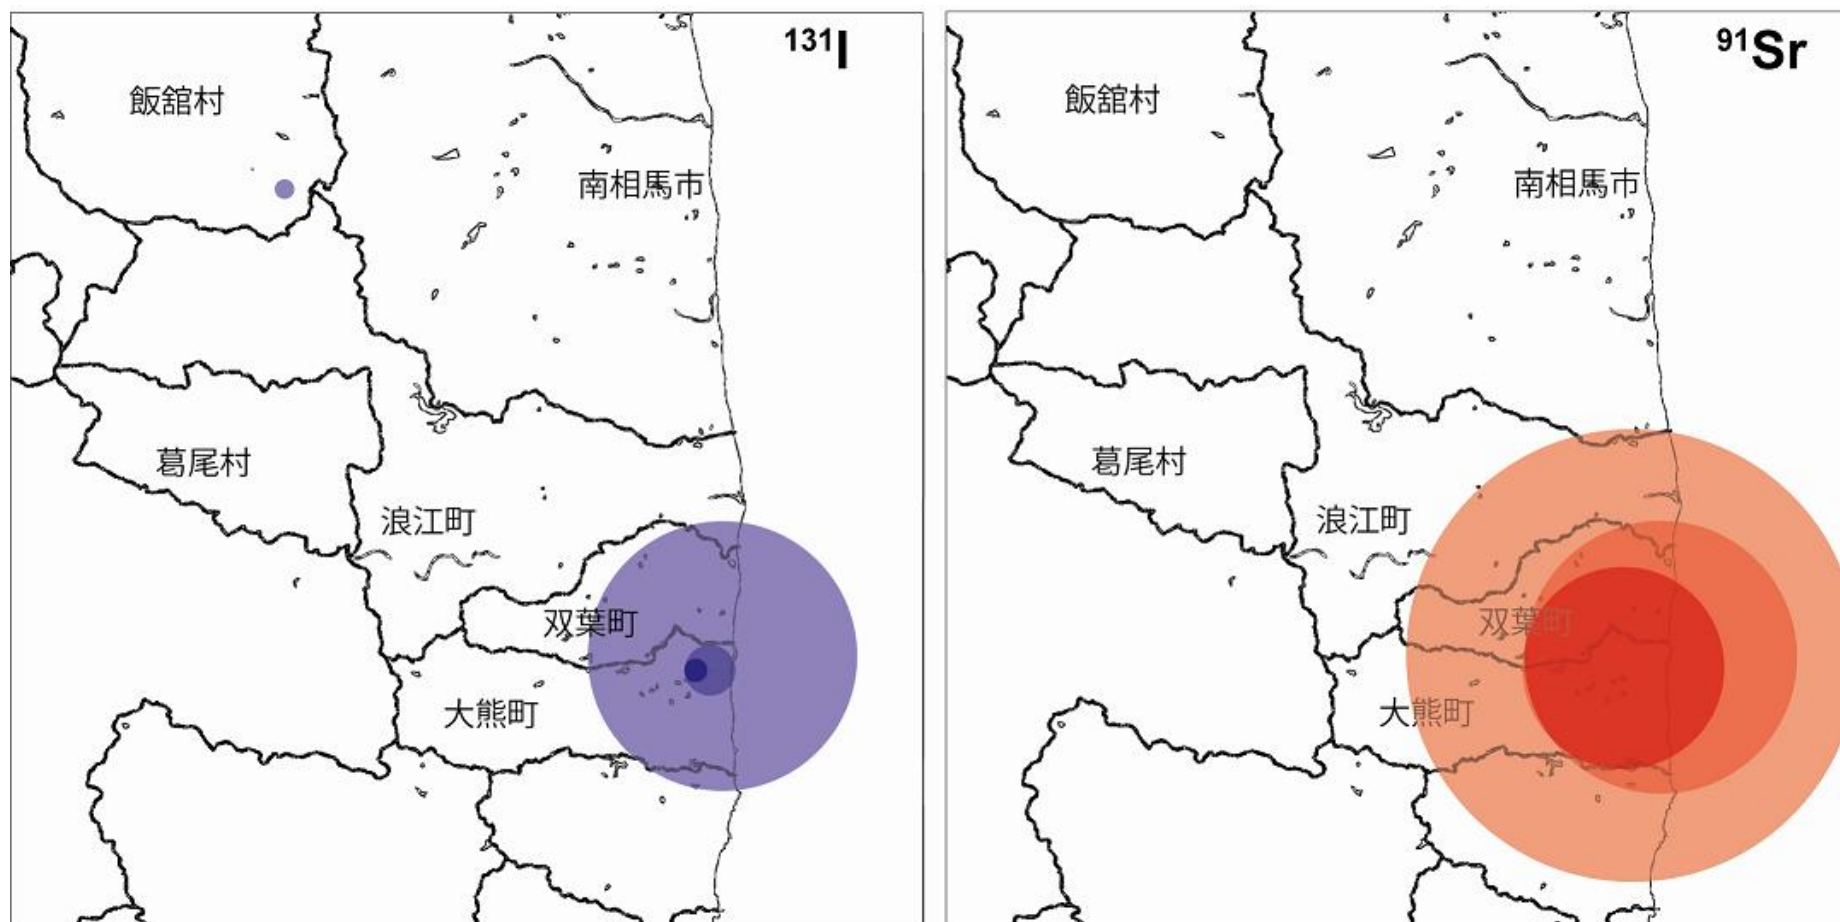 ¹³¹I
飯舘村
南相馬市
葛尾村
浪江町
双葉町
大熊町
⁹¹Sr
飯舘村
南相馬市
葛尾村
浪江町
双葉町
大熊町